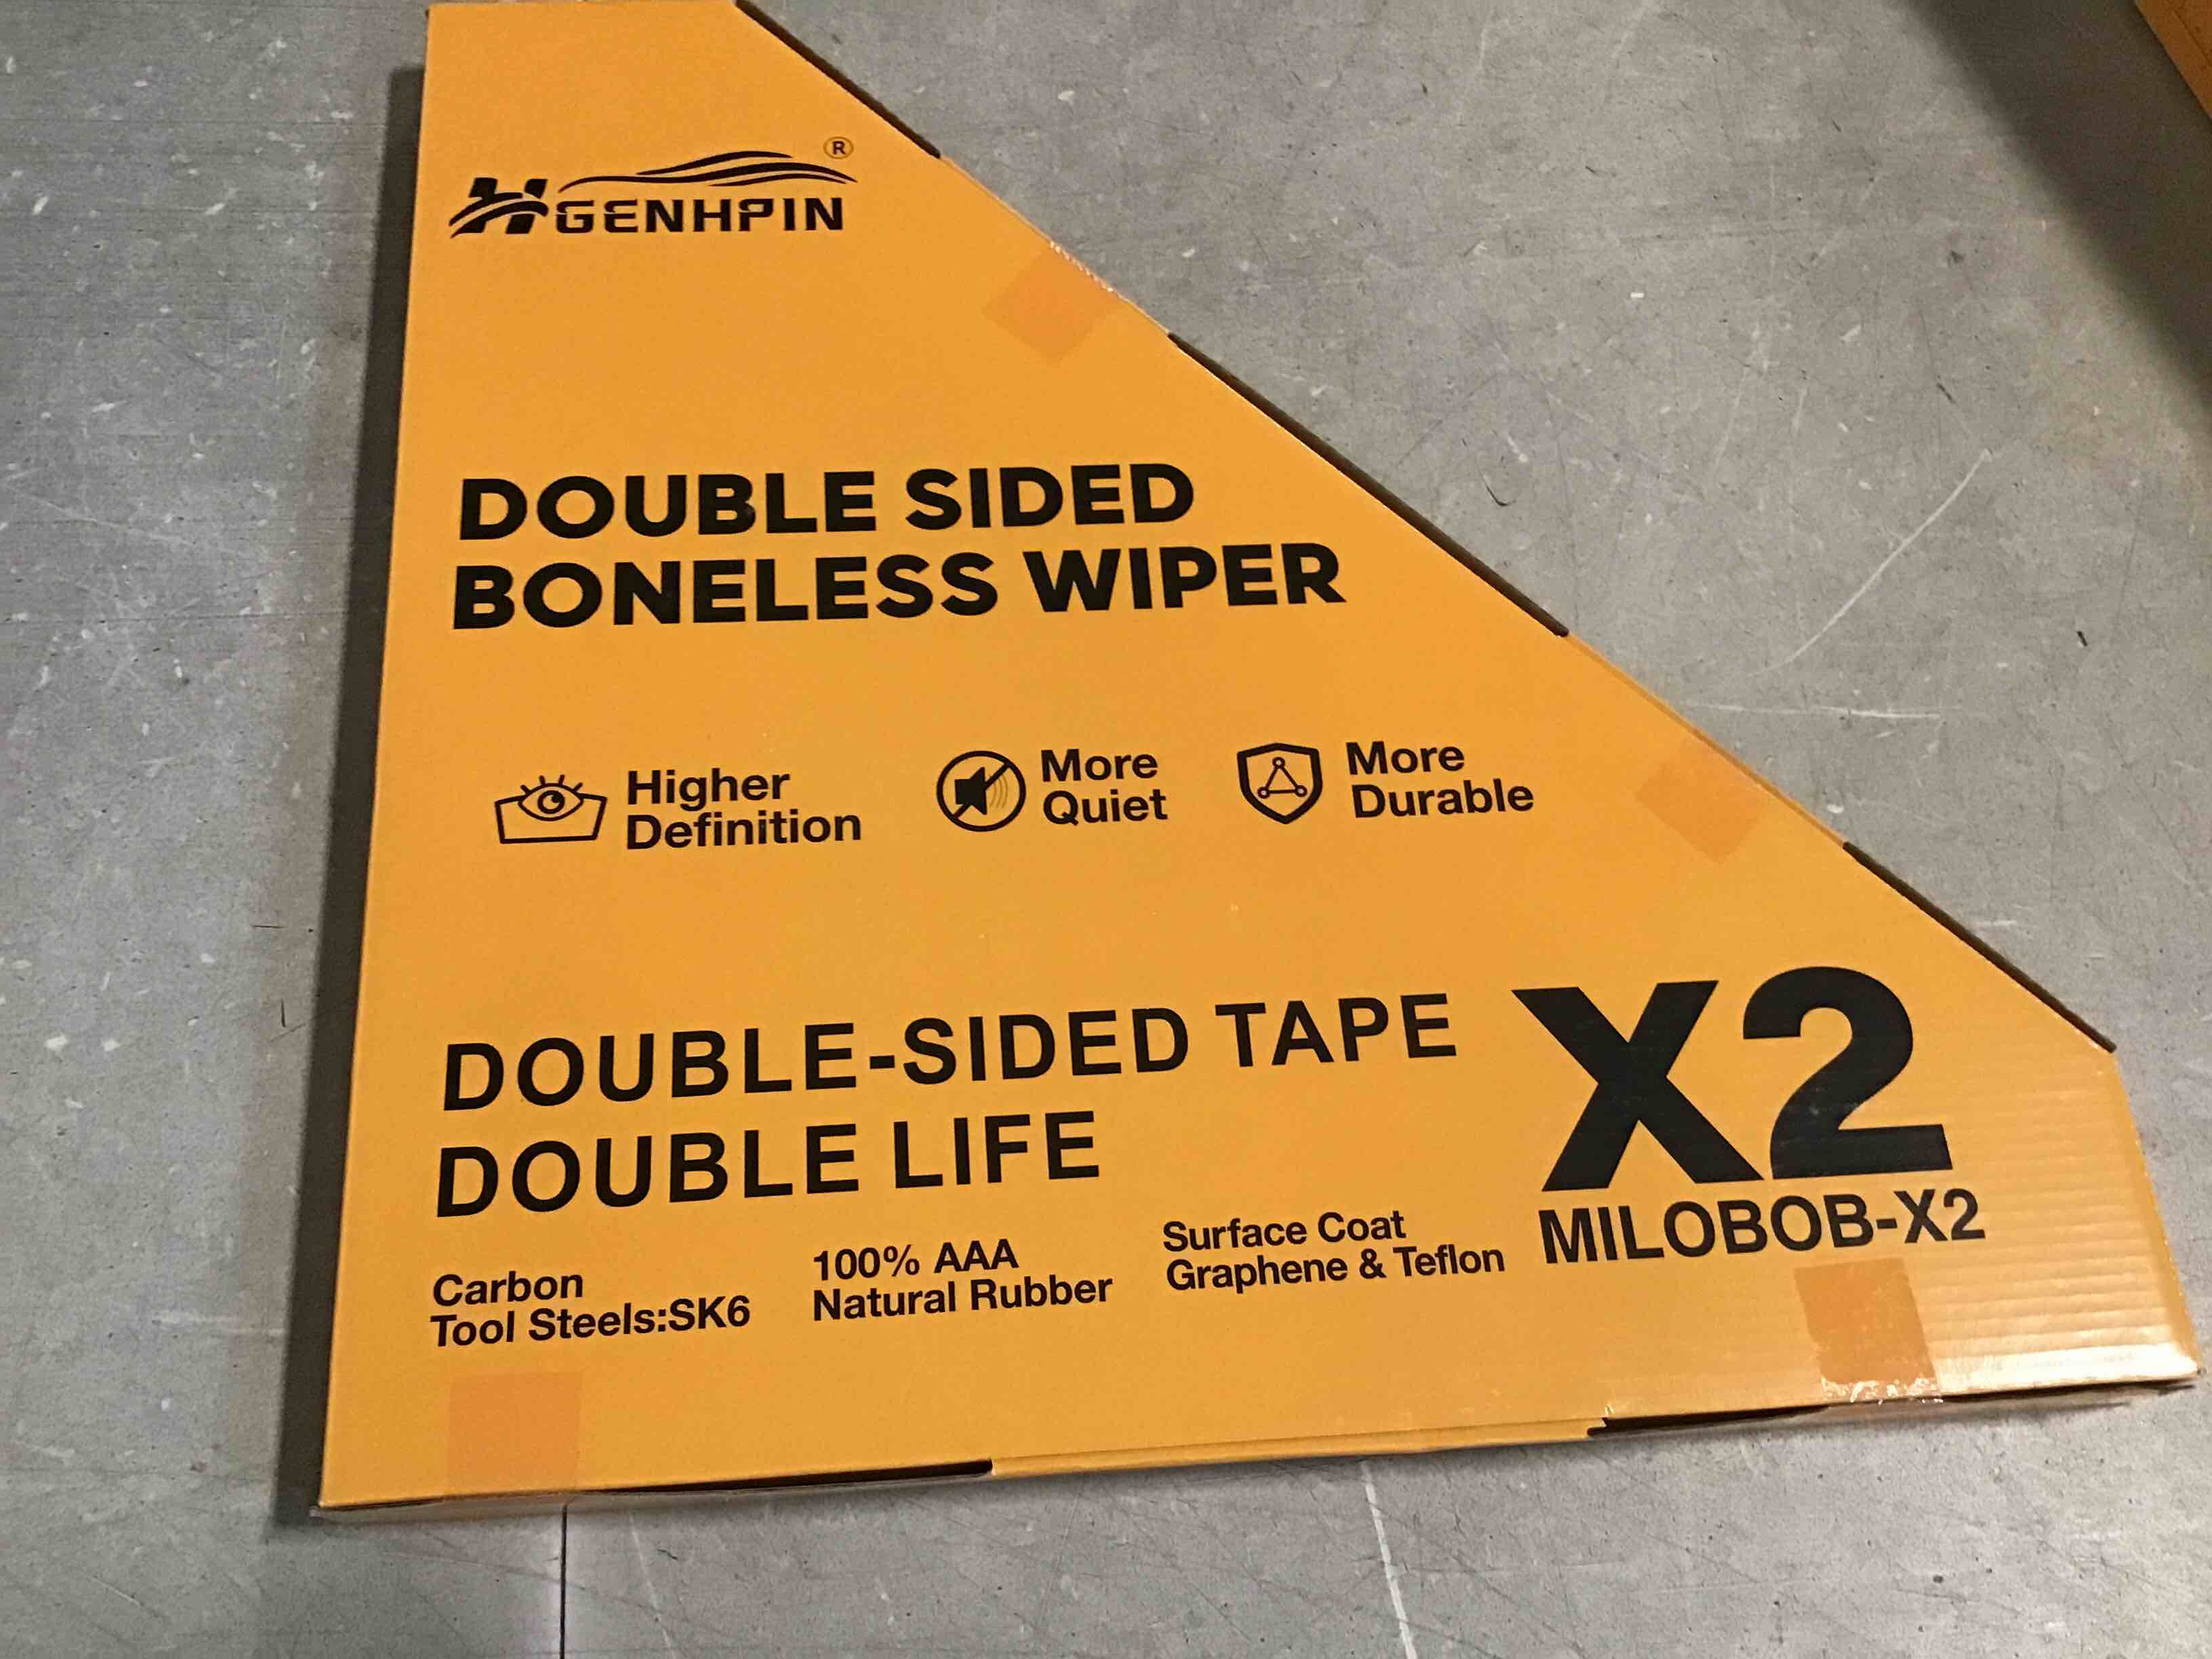 GENHPIN ®
DOUBLE SIDED
BONELESS WIPER
Higher
Definition
More
Quiet
More
Durable
DOUBLE-SIDED TAPE
DOUBLE LIFE
X2
MILOBOB-X2
Carbon
Tool Steels:SK6
100% AAA
Natural Rubber
Surface Coat
Graphene & Teflon